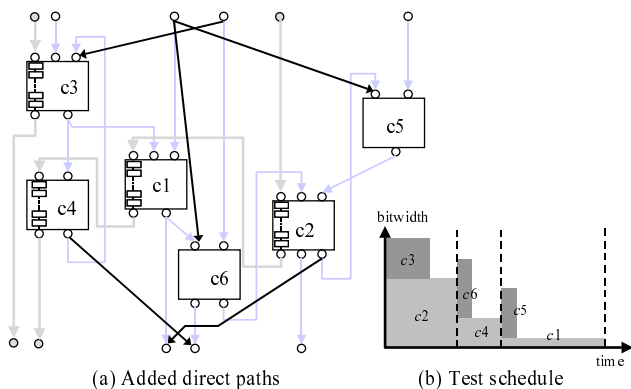 c3
c5
c1
c4
c2
c6
bitwidth
c3
c6
c2
c5
c4
c1
time
(a) Added direct paths
(b) Test schedule